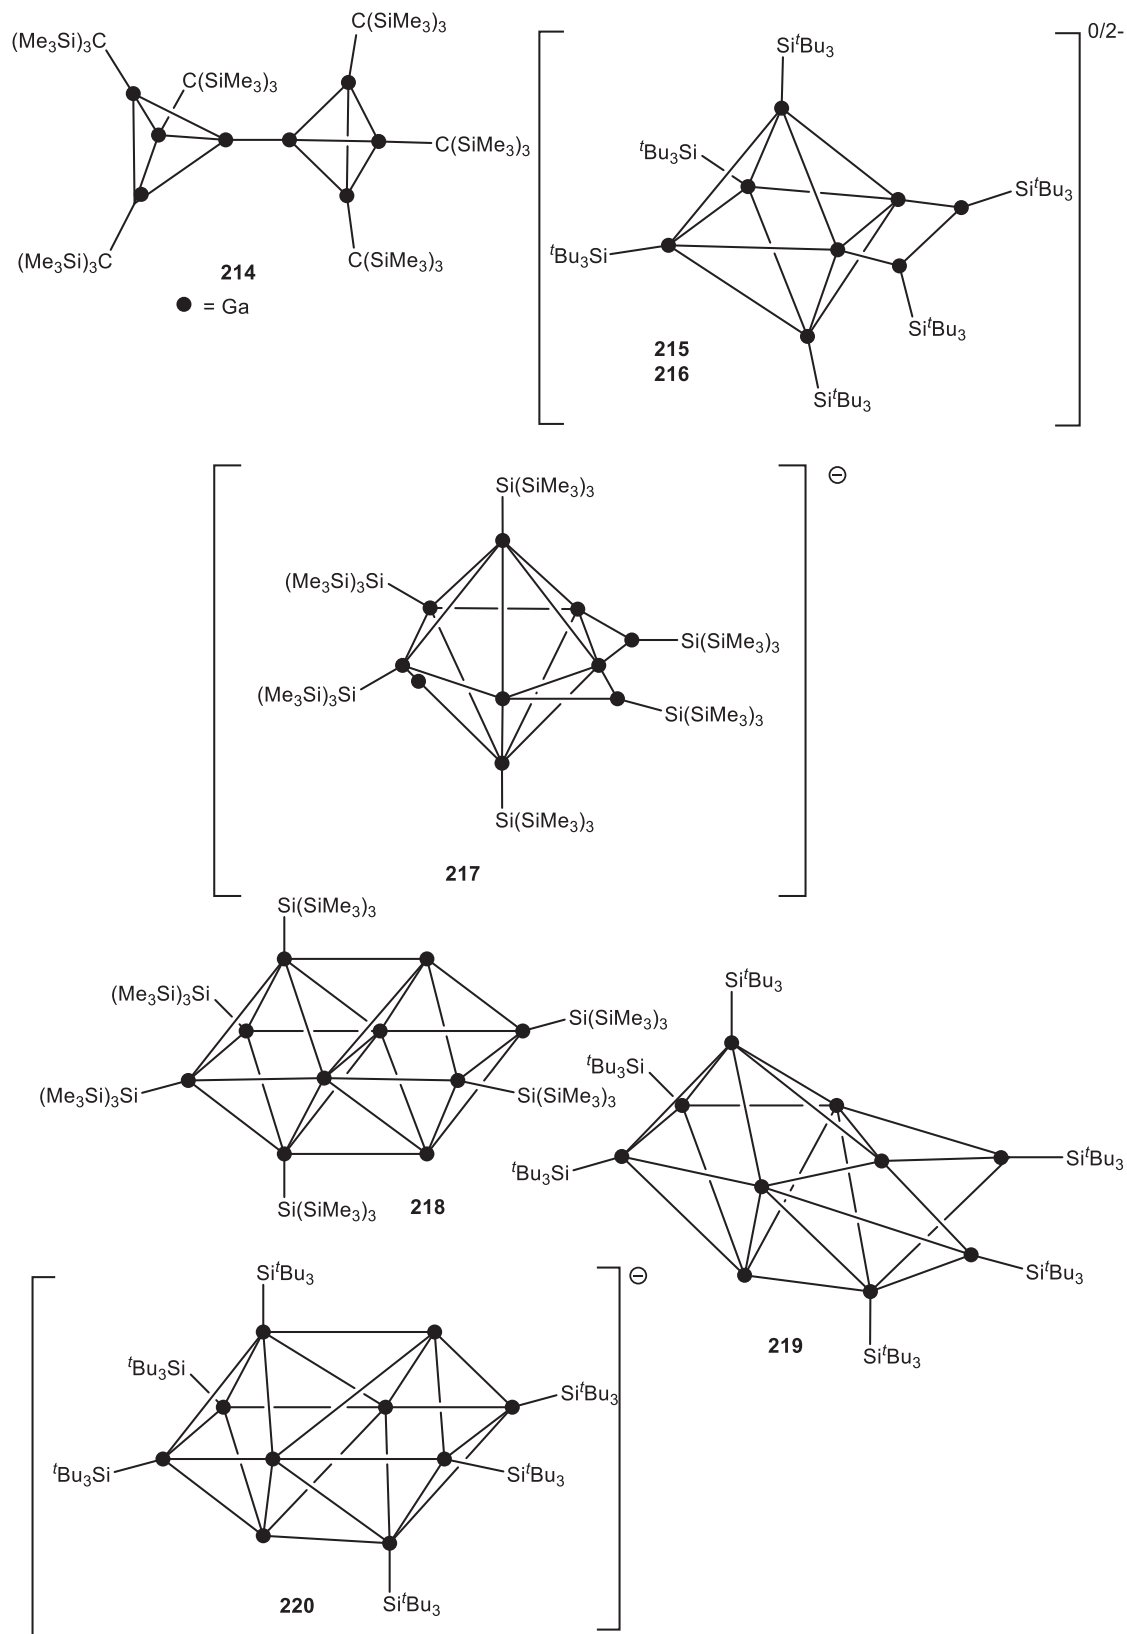 C(SiMe3)3
(Me3Si)3C
C(SiMe3)3
C(SiMe3)3
(Me3Si)3C
C(SiMe3)3
214
= Ga
0/2-
SitBu3
tBu3Si
SitBu3
tBu3Si
SitBu3
215
216
SitBu3
⊖
Si(SiMe3)3
(Me3Si)3Si
Si(SiMe3)3
(Me3Si)3Si
Si(SiMe3)3
Si(SiMe3)3
217
Si(SiMe3)3
(Me3Si)3Si
Si(SiMe3)3
(Me3Si)3Si
Si(SiMe3)3
Si(SiMe3)3
218
SitBu3
tBu3Si
SitBu3
tBu3Si
SitBu3
SitBu3
219
⊖
SitBu3
tBu3Si
SitBu3
tBu3Si
SitBu3
SitBu3
220